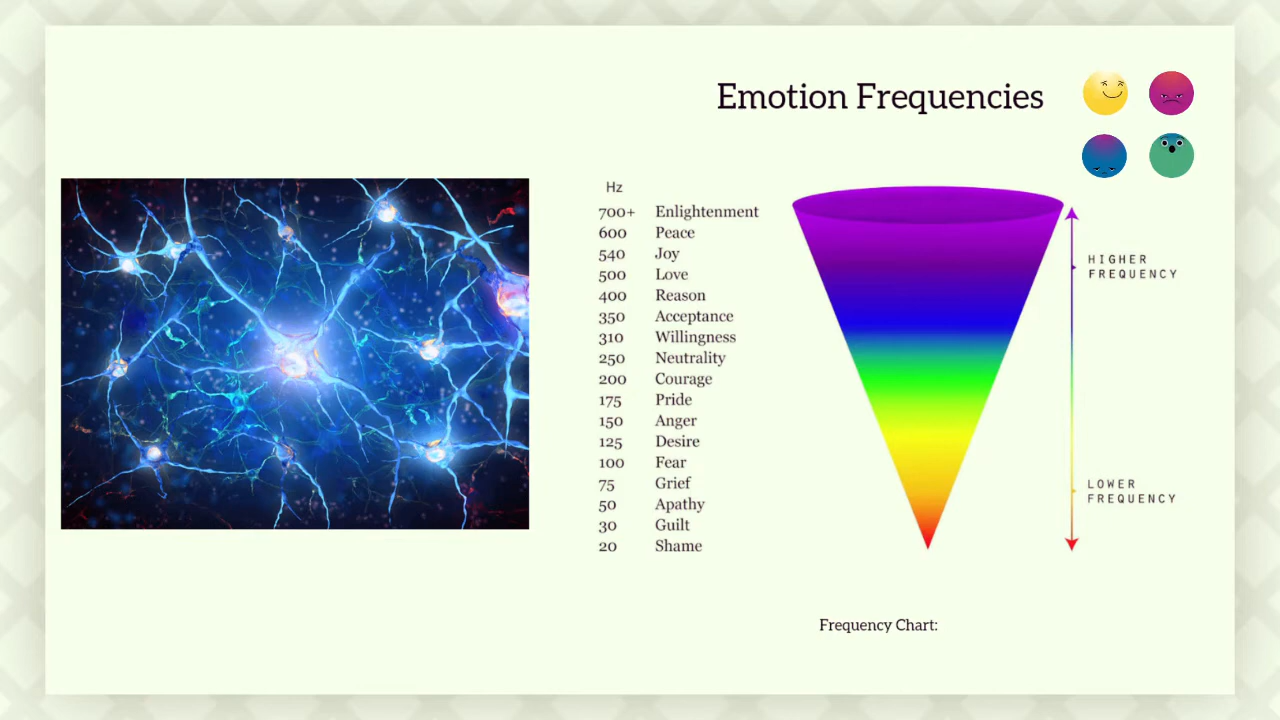 Emotion Frequencies
Hz
700+ Enlightenment
600 Peace
540 Joy
500 Love
400 Reason
350 Acceptance
310 Willingness
250 Neutrality
200 Courage
175 Pride
150 Anger
125 Desire
100 Fear
75 Grief
50 Apathy
30 Guilt
20 Shame
HIGHER
FREQUENCY
LOWER
FREQUENCY
Frequency Chart: